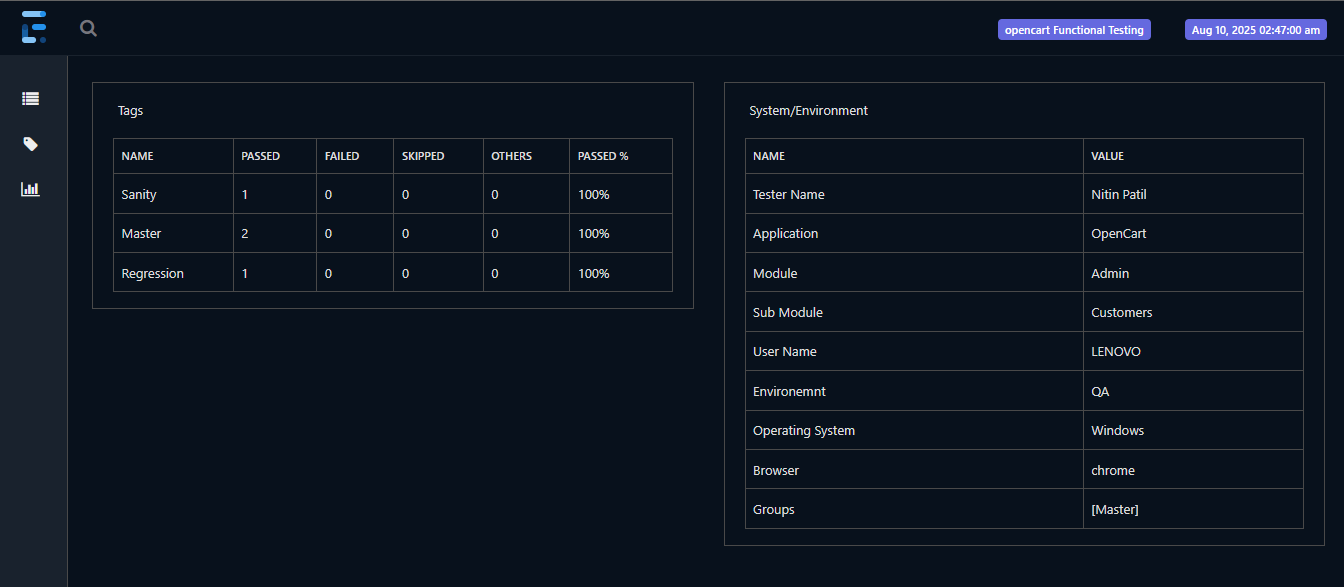 opencart Functional Testing Aug 10, 2025 02:47:00 am
Tags
NAME PASSED FAILED SKIPPED OTHERS PASSED %
Sanity 1 0 0 0 100%
Master 2 0 0 0 100%
Regression 1 0 0 0 100%
System/Environment
NAME VALUE
Tester Name Nitin Patil
Application OpenCart
Module Admin
Sub Module Customers
User Name LENOVO
Environemnt QA
Operating System Windows
Browser chrome
Groups [Master]